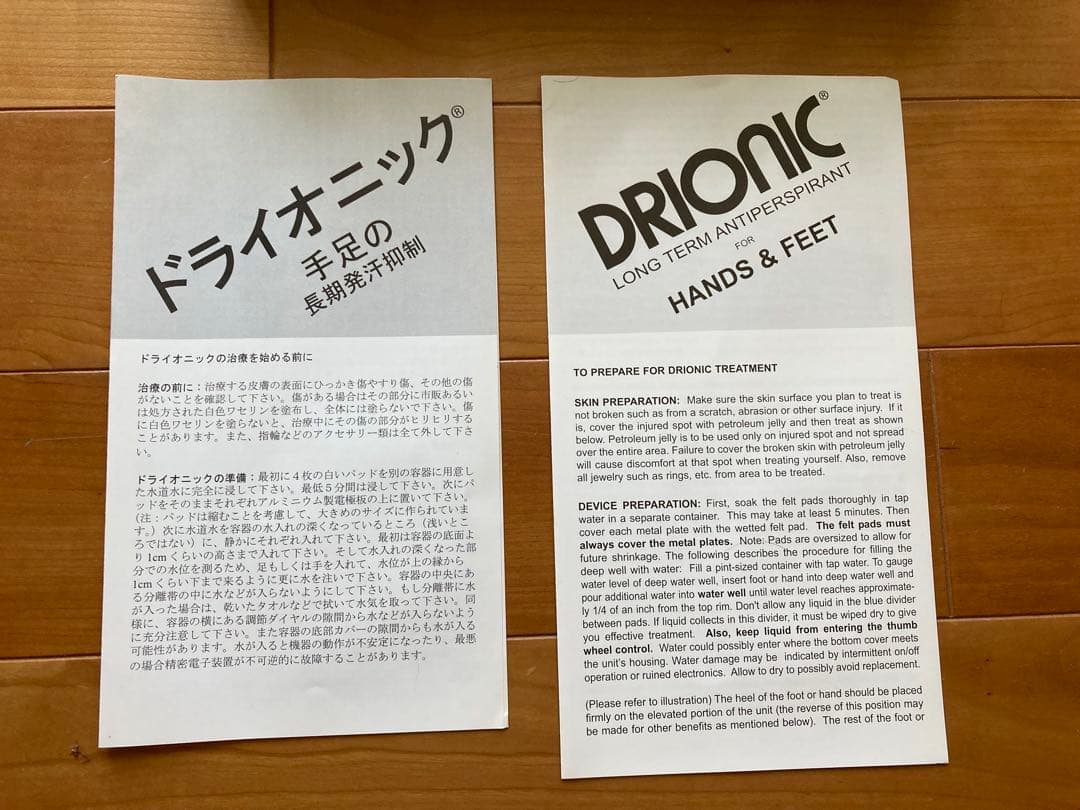 ドライオニック®
手足の
長期発汗抑制
ドライオニックの治療を始める前に
治療の前に：治療する皮膚の表面にひっかき傷やすり傷、その他の傷
がないことを確認して下さい。傷がある場合はその部分に市販あるい
は処方された白色ワセリンを塗布し、全体には塗らないで下さい。傷
に白色ワセリンを塗らないと、治療中にその傷の部分がヒリヒリする
ことがあります。また、指輪などのアクセサリー類は全て外して下さ
い。
ドライオニックの準備：最初に４枚の白いパッドを別の容器に用意し
た水道水に完全に浸して下さい。最低５分間は浸して下さい。次にパ
ッドをそのままそれぞれアルミニウム製電極板の上に置いて下さい。
（注：パッドは縮むことを考慮して、大きめのサイズに作られていま
す。）次に水道水を容器の水入れの深くなっているところ（浅いとこ
ろではない）に、静かにそれぞれ入れて下さい。最初は容器の底面よ
り1cmくらいの高さまで入れて下さい。そして水入れの深くなった部
分での水位を測るため、足もしくは手を入れて、水位が上の縁から
1cmくらい下まで来るように更に水を注いで下さい。容器の中央にあ
る分離帯の中に水などが入らないようにして下さい。もし分離帯に水
が入った場合は、乾いたタオルなどで拭いて水気を取って下さい。同
様に、容器の横にある調節ダイヤルの隙間から水などが入らないよう
に充分注意して下さい。また容器の底部カバーの隙間からも水が入る
可能性があります。水が入ると機器の動作が不安定になったり、最悪
の場合精密電子装置が不可逆的に故障することがあります。
DRIONIC®
LONG TERM ANTIPERSPIRANT
FOR
HANDS & FEET
TO PREPARE FOR DRIONIC TREATMENT
SKIN PREPARATION: Make sure the skin surface you plan to treat is
not broken such as from a scratch, abrasion or other surface injury. If it
is, cover the injured spot with petroleum jelly and then treat as shown
below. Petroleum jelly is to be used only on injured spot and not spread
over the entire area. Failure to cover the broken skin with petroleum jelly
will cause discomfort at that spot when treating yourself. Also, remove
all jewelry such as rings, etc. from area to be treated.
DEVICE PREPARATION: First, soak the felt pads thoroughly in tap
water in a separate container. This may take at least 5 minutes. Then
cover each metal plate with the wetted felt pad. The felt pads must
always cover the metal plates. Note: Pads are oversized to allow for
future shrinkage. The following describes the procedure for filling the
deep well with water: Fill a pint-sized container with tap water. To gauge
water level of deep water well, insert foot or hand into deep water well and
pour additional water into water well until water level reaches approximate-
ly 1/4 of an inch from the top rim. Don't allow any liquid in the blue divider
between pads. If liquid collects in this divider, it must be wiped dry to give
you effective treatment. Also, keep liquid from entering the thumb
wheel control. Water could possibly enter where the bottom cover meets
the unit's housing. Water damage may be indicated by intermittent on/off
operation or ruined electronics. Allow to dry to possibly avoid replacement.
(Please refer to illustration) The heel of the foot or hand should be placed
firmly on the elevated portion of the unit (the reverse of this position may
be made for other benefits as mentioned below). The rest of the foot or